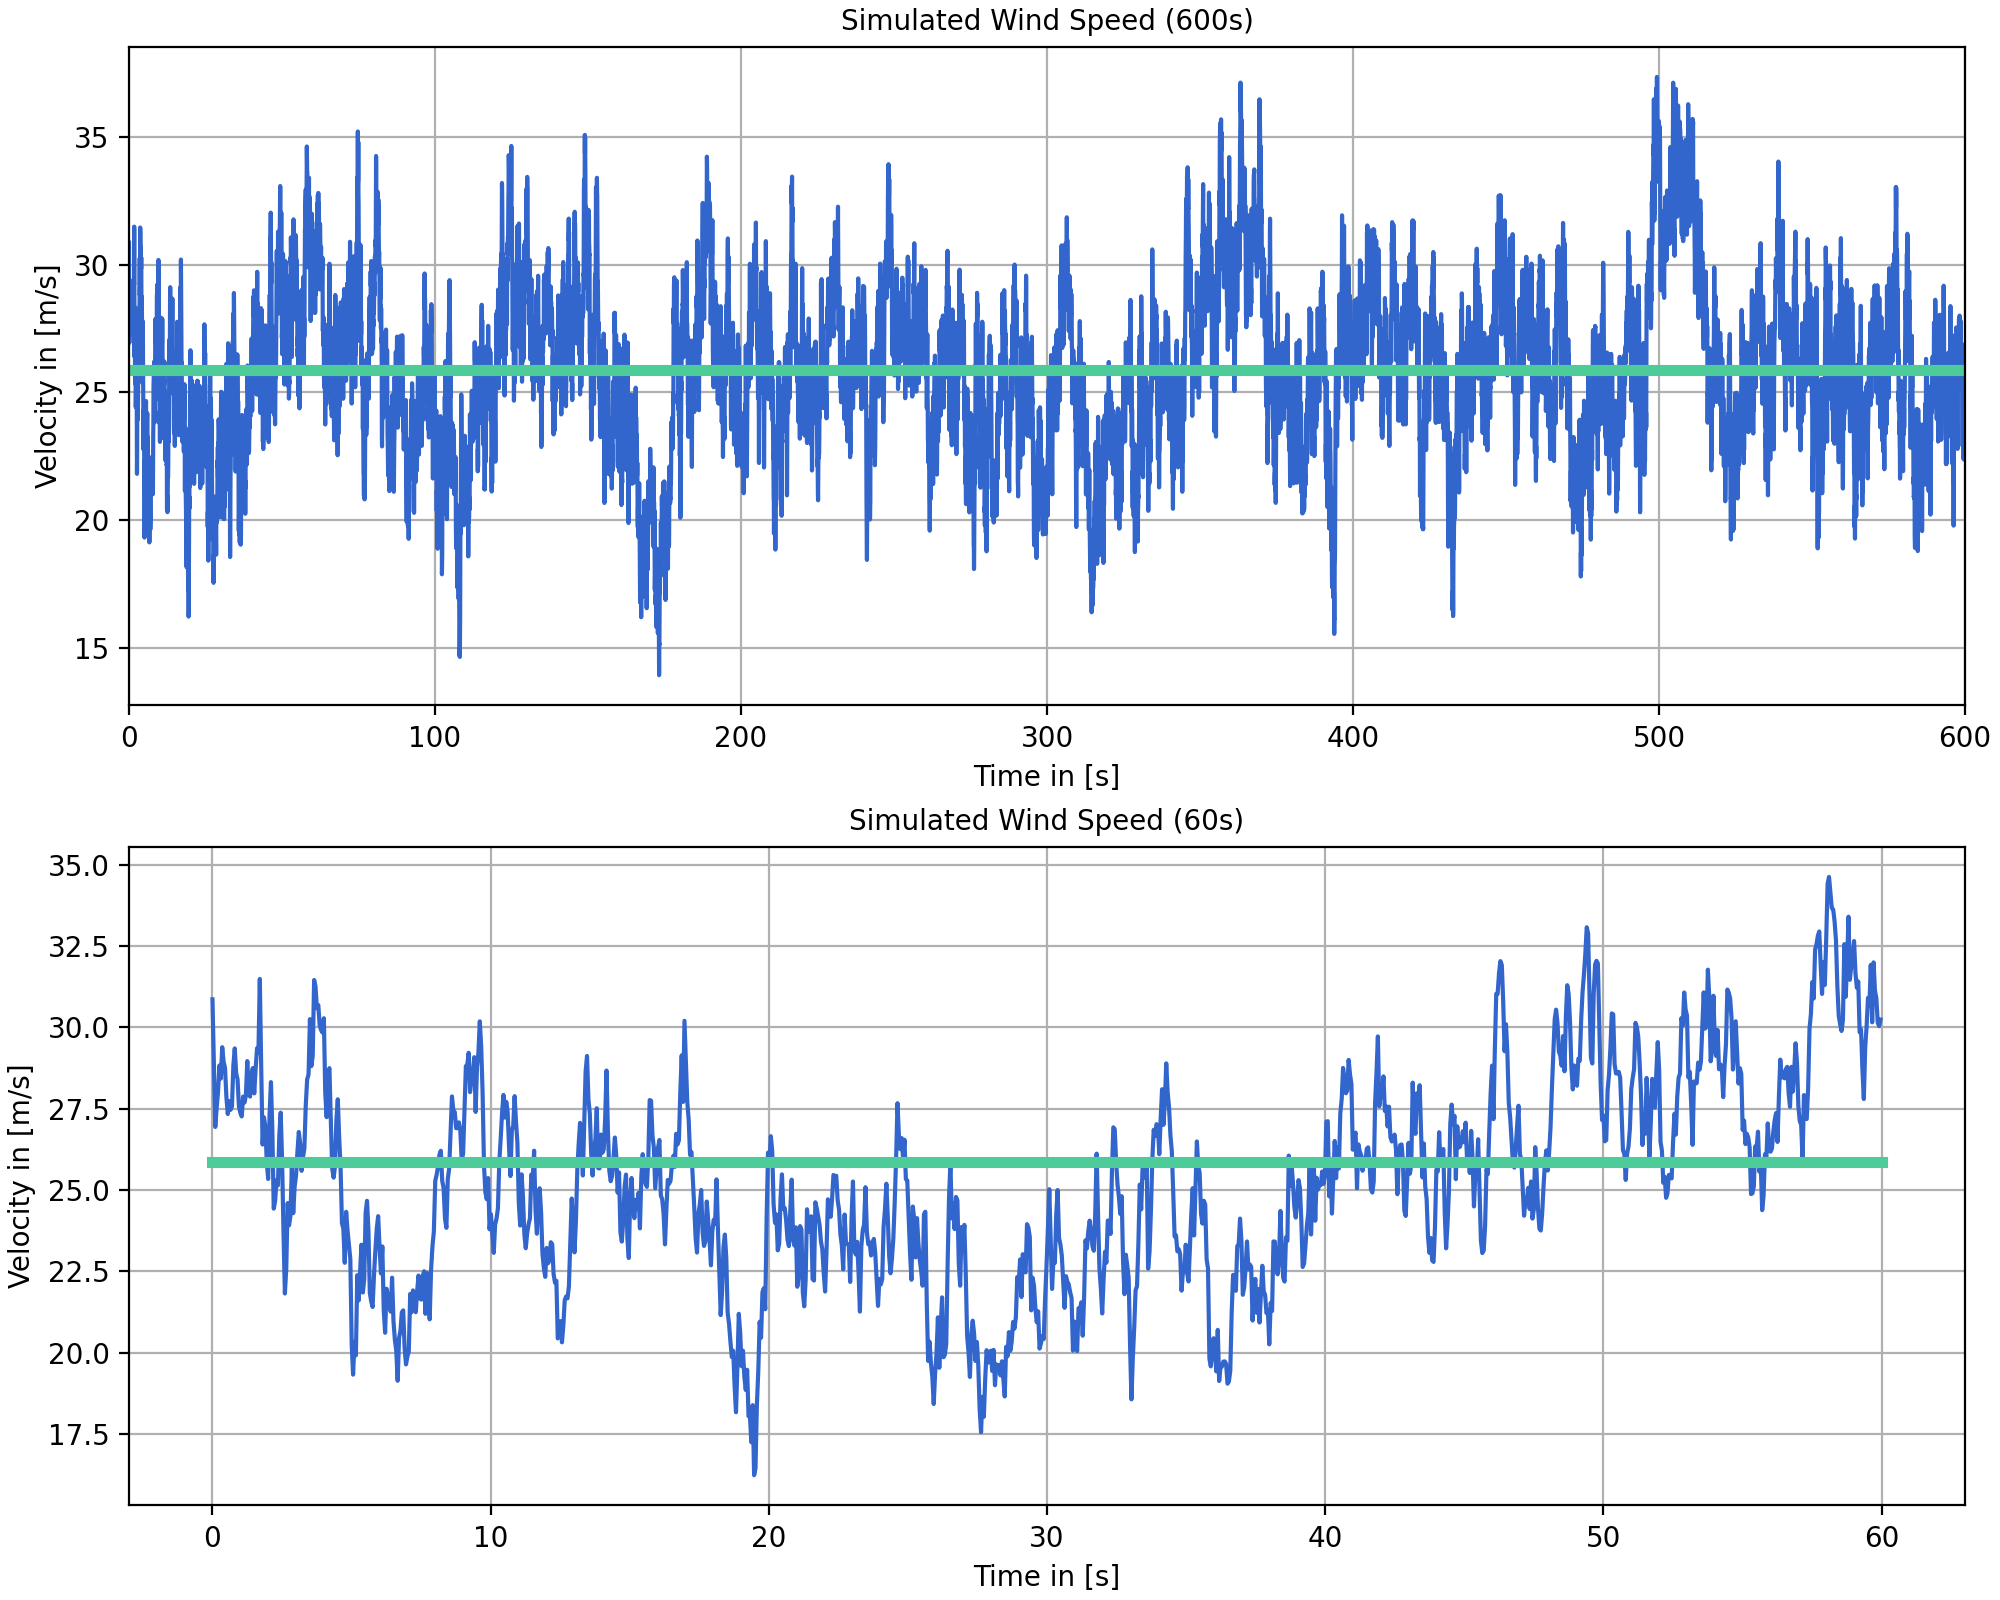 Simulated Wind Speed (600s)
Velocity in [m/s]
35
30
25
20
15
0 100 200 300 400 500 600
Time in [s]
Simulated Wind Speed (60s)
Velocity in [m/s]
35.0
32.5
30.0
27.5
25.0
22.5
20.0
17.5
0 10 20 30 40 50 60
Time in [s]